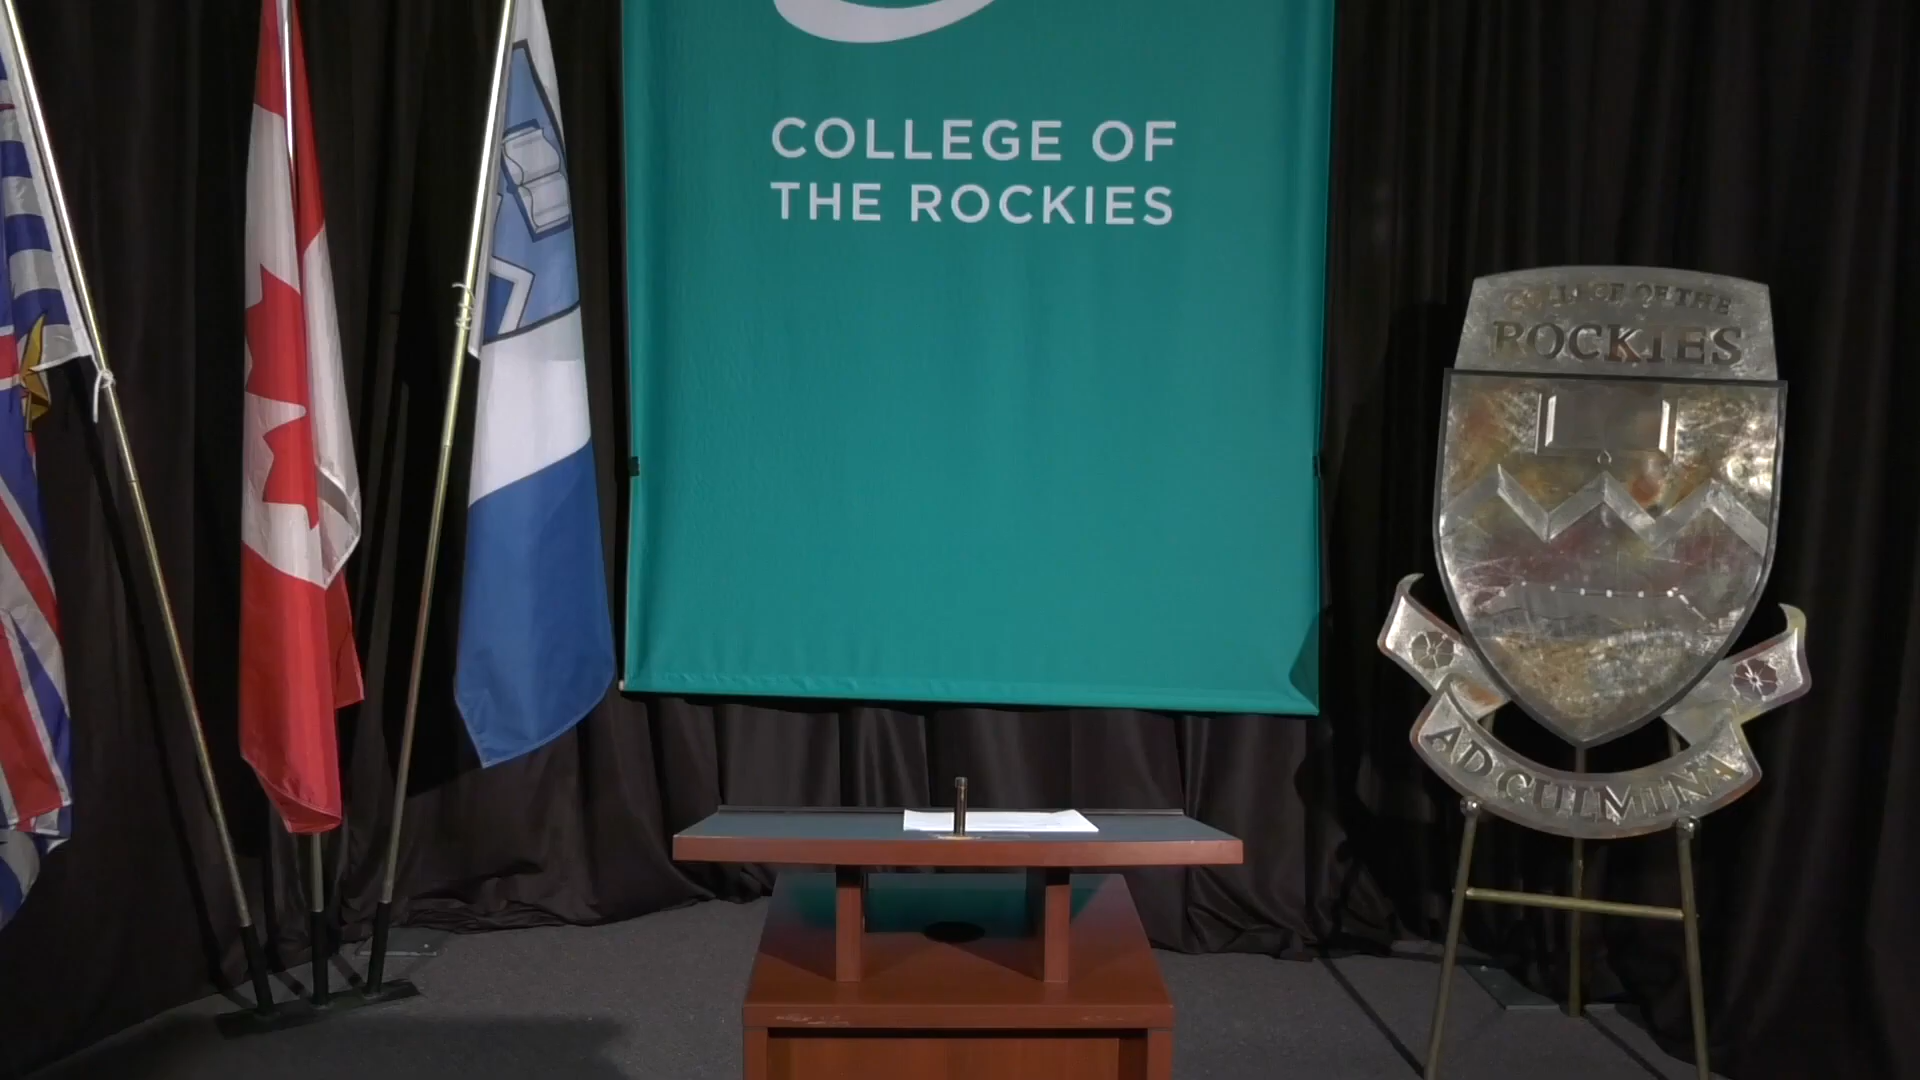 COLLEGE OF
THE ROCKIES
COLLEGE OF THE
ROCKIES
AD CULMINA